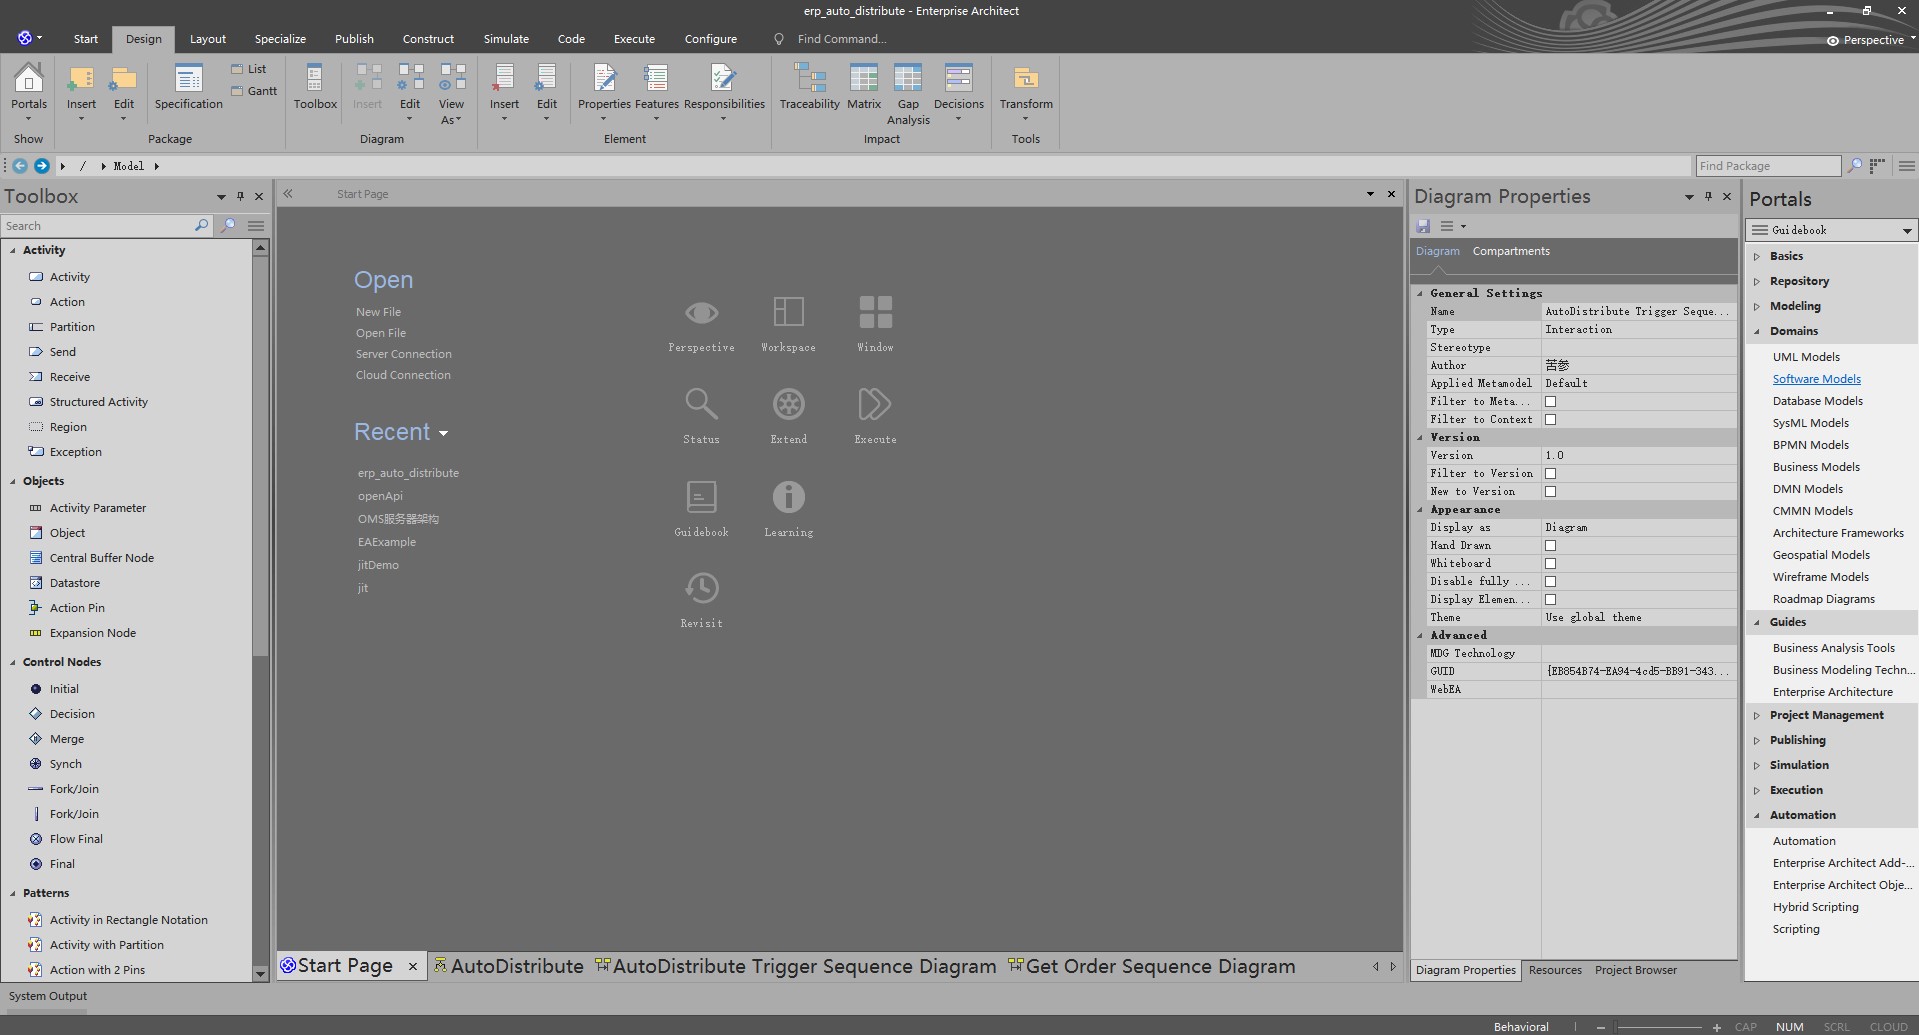 erp_auto_distribute - Enterprise Architect
Start Design Layout Specialize Publish Construct Simulate Code Execute Configure Find Command... Perspective
Portals
Show
Insert Edit Specification List Gantt
Package
Toolbox Insert Edit View As
Diagram
Insert Edit Properties Features Responsibilities
Element
Traceability Matrix Gap Analysis Decisions
Impact
Transform
Tools
/ Model
Find Package
Toolbox
Search
Activity
Activity
Action
Partition
Send
Receive
Structured Activity
Region
Exception
Objects
Activity Parameter
Object
Central Buffer Node
Datastore
Action Pin
Expansion Node
Control Nodes
Initial
Decision
Merge
Synch
Fork/Join
Fork/Join
Flow Final
Final
Patterns
Activity in Rectangle Notation
Activity with Partition
Action with 2 Pins
Start Page
Open
New File
Open File
Server Connection
Cloud Connection
Recent
erp_auto_distribute
openApi
OMS服务器架构
EAExample
jitDemo
jit
Perspective Workspace Window
Status Extend Execute
Guidebook Learning
Revisit
Start Page AutoDistribute AutoDistribute Trigger Sequence Diagram Get Order Sequence Diagram
Diagram Properties
Diagram Compartments
General Settings
Name AutoDistribute Trigger Seque...
Type Interaction
Stereotype
Author 苦参
Applied Metamodel Default
Filter to Meta...
Filter to Context
Version
Version 1.0
Filter to Version
New to Version
Appearance
Display as Diagram
Hand Drawn
Whiteboard
Disable fully ...
Display Elemen...
Theme Use global theme
Advanced
MDG Technology
GUID {EB854B74-EA94-4cd5-BB91-343...
WebEA
Diagram Properties Resources Project Browser
Portals
Guidebook
Basics
Repository
Modeling
Domains
UML Models
Software Models
Database Models
SysML Models
BPMN Models
Business Models
DMN Models
CMMN Models
Architecture Frameworks
Geospatial Models
Wireframe Models
Roadmap Diagrams
Guides
Business Analysis Tools
Business Modeling Techn...
Enterprise Architecture
Project Management
Publishing
Simulation
Execution
Automation
Automation
Enterprise Architect Add-...
Enterprise Architect Obje...
Hybrid Scripting
Scripting
System Output
Behavioral CAP NUM SCRL CLOUD